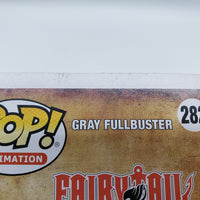 POP!
ANIMATION
®
GRAY FULLBUSTER
282
FAIRY TAIL